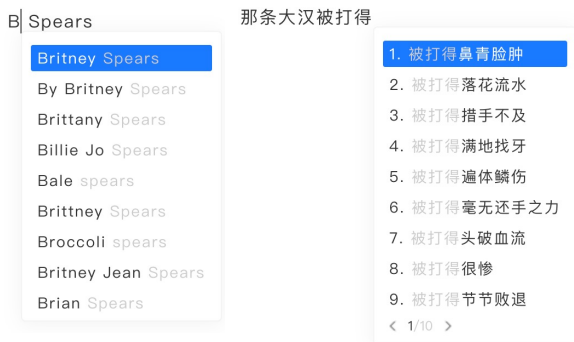 B Spears
Britney Spears
By Britney Spears
Brittany Spears
Billie Jo Spears
Bale spears
Brittney Spears
Broccoli spears
Britney Jean Spears
Brian Spears
那条大汉被打得
1. 被打得鼻青脸肿
2. 被打得落花流水
3. 被打得措手不及
4. 被打得满地找牙
5. 被打得遍体鳞伤
6. 被打得毫无还手之力
7. 被打得头破血流
8. 被打得很惨
9. 被打得节节败退
1/10